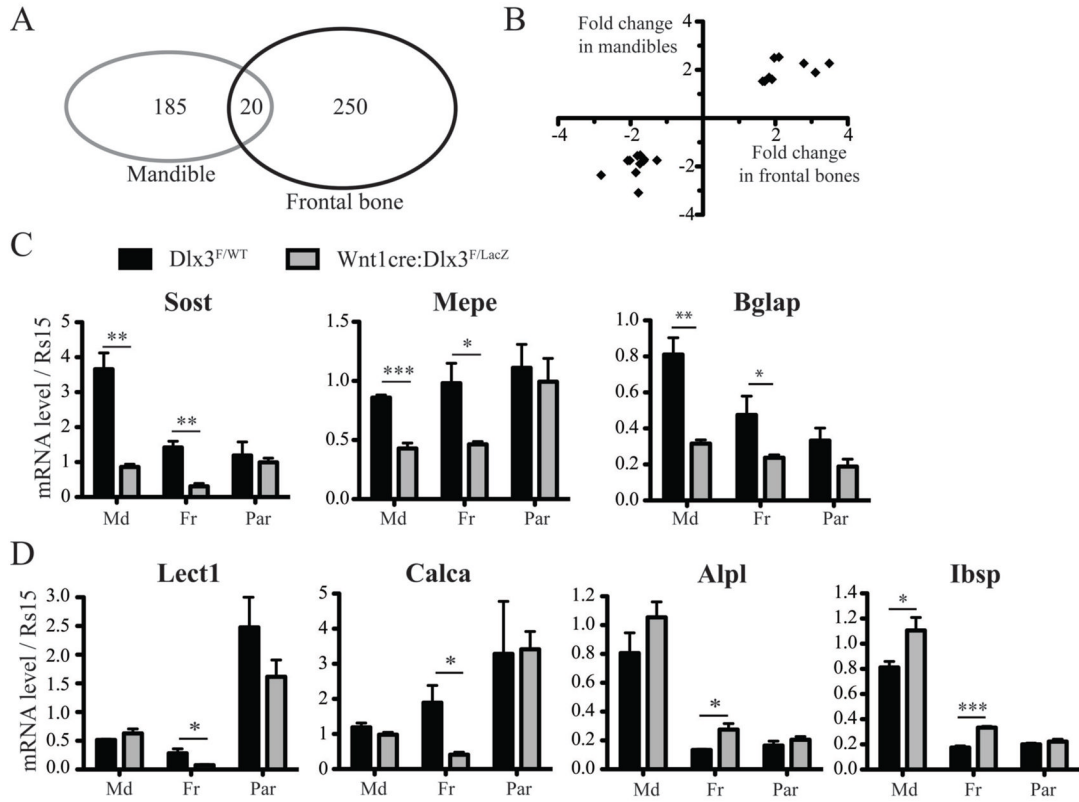 A
185
20
250
Mandible
Frontal bone
B
Fold change
in mandibles
4
2
-4
-2
2
4
-2
-4
Fold change
in frontal bones
C
Dlx3F/WT
Wnt1cre:Dlx3F/LacZ
Sost
mRNA level / Rs15
5
4
3
2
1
0
**
**
Md
Fr
Par
Mepe
1.5
1.0
0.5
0.0
***
*
Md
Fr
Par
Bglap
1.0
0.8
0.6
0.4
0.2
0.0
**
*
Md
Fr
Par
D
Lect1
mRNA level / Rs15
3.0
2.5
2.0
1.5
1.0
0.5
0.0
*
Md
Fr
Par
Calca
5
4
3
2
1
0
*
Md
Fr
Par
Alpl
1.2
1.0
0.8
0.6
0.4
0.2
0.0
*
Md
Fr
Par
Ibsp
1.4
1.2
1.0
0.8
0.6
0.4
0.2
0.0
*
***
Md
Fr
Par